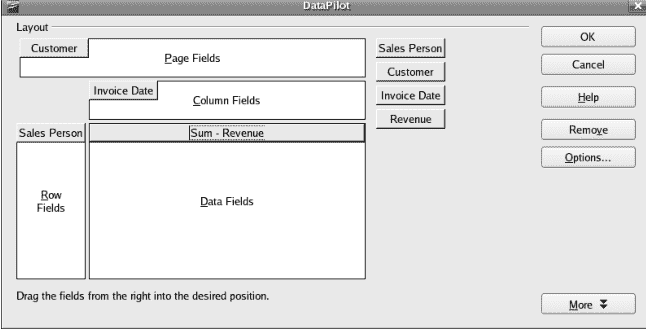 DataPilot
Layout
Customer
Page Fields
Invoice Date
Column Fields
Sales Person
Sum - Revenue
Row
Fields
Data Fields
Sales Person
Customer
Invoice Date
Revenue
OK
Cancel
Help
Remove
Options...
Drag the fields from the right into the desired position.
More